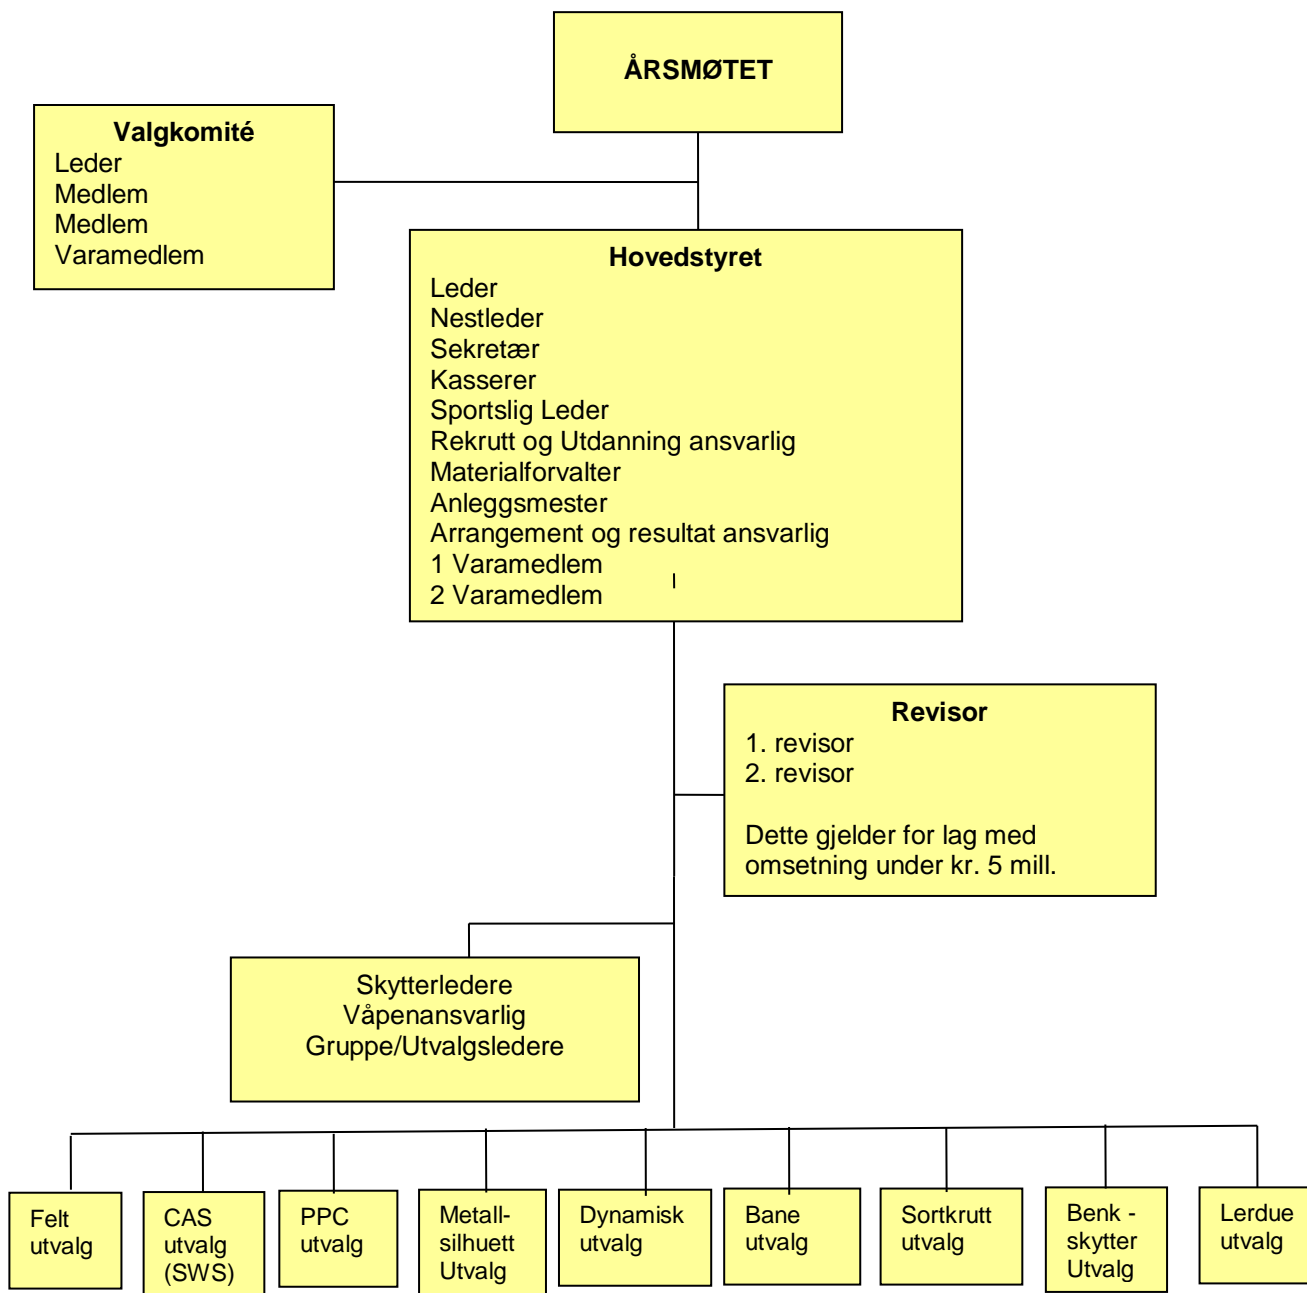 ÅRSMØTET
Valgkomité
Leder
Medlem
Medlem
Varamedlem
Hovedstyret
Leder
Nestleder
Sekretær
Kasserer
Sportslig Leder
Rekrutt og Utdanning ansvarlig
Materialforvalter
Anleggsmester
Arrangement og resultat ansvarlig
1 Varamedlem
2 Varamedlem
Revisor
1. revisor
2. revisor
Dette gjelder for lag med
omsetning under kr. 5 mill.
Skytterledere
Våpenansvarlig
Gruppe/Utvalgsledere
Felt
utvalg
CAS
utvalg
(SWS)
PPC
utvalg
Metall-
silhuett
Utvalg
Dynamisk
utvalg
Bane
utvalg
Sortkrutt
utvalg
Benk -
skytter
Utvalg
Lerdue
utvalg